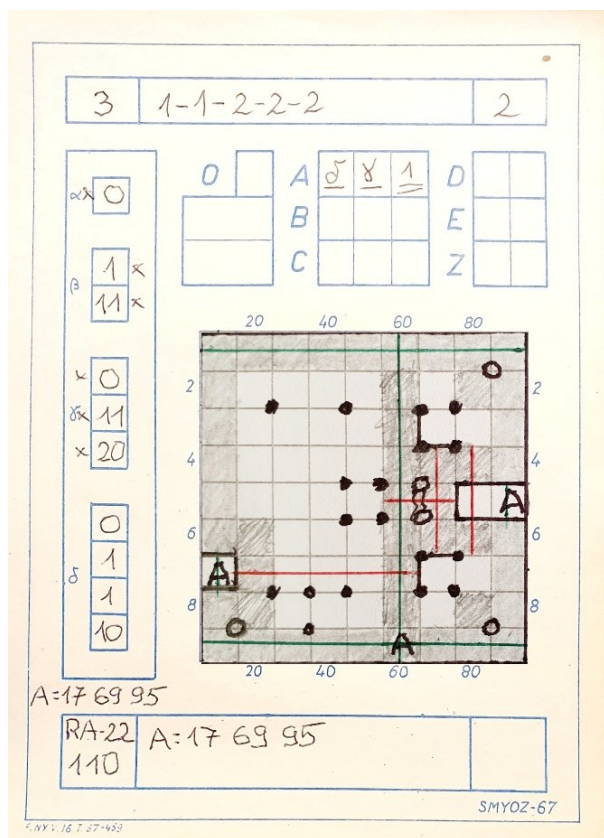 3 1-1-2-2-2 2
O A δ γ 1 D
B E
C Z
α x 0
β 1 x
11 x
x 0
γ x 11
x 20
δ 0
1
1
10
20 40 60 80
2 2
4 4
A
6 6
A
8 8
A
20 40 60 80
A=17 69 95
RA-22 A=17 69 95
110
SMYOZ-67